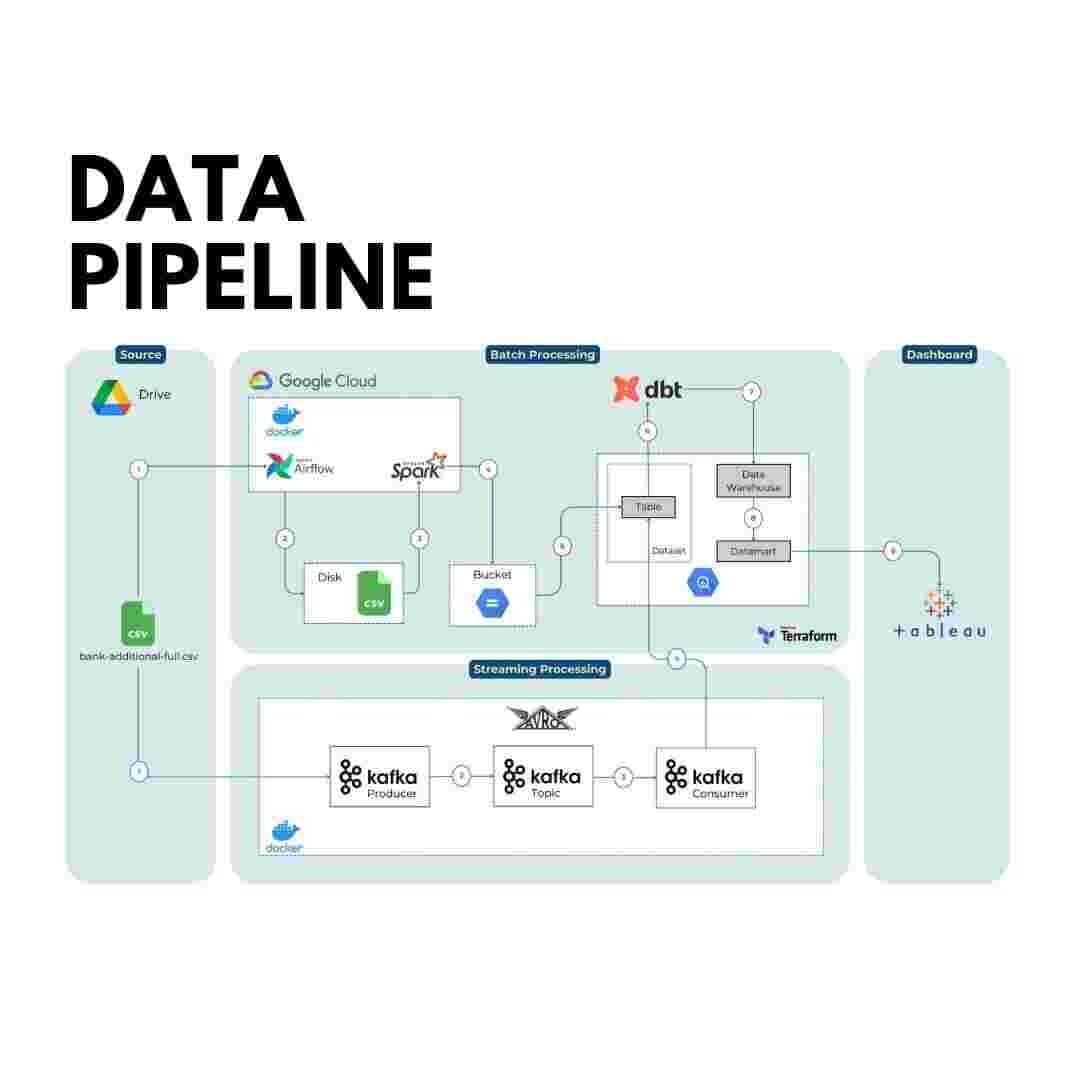 DATA
PIPELINE
Source
Drive
1
CSV
bank-additional-full.csv
1
Batch Processing
Google Cloud
docker
Airflow
Spark
2
3
4
Disk
CSV
Bucket
5
dbt
6
7
Table
Dataset
Data
Warehouse
8
Datamart
Terraform
Streaming Processing
AVRO
kafka
Producer
2
kafka
Topic
3
kafka
Consumer
docker
Dashboard
9
tableau